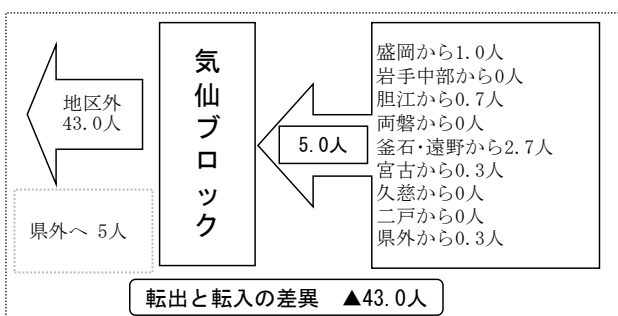 地区外
43.0人
県外へ 5人
気仙ブロック
5.0人
盛岡から1.0人
岩手中部から0人
胆江から0.7人
両磐から0人
釜石・遠野から2.7人
宮古から0.3人
久慈から0人
二戸から0人
県外から0.3人
転出と転入の差異　▲43.0人